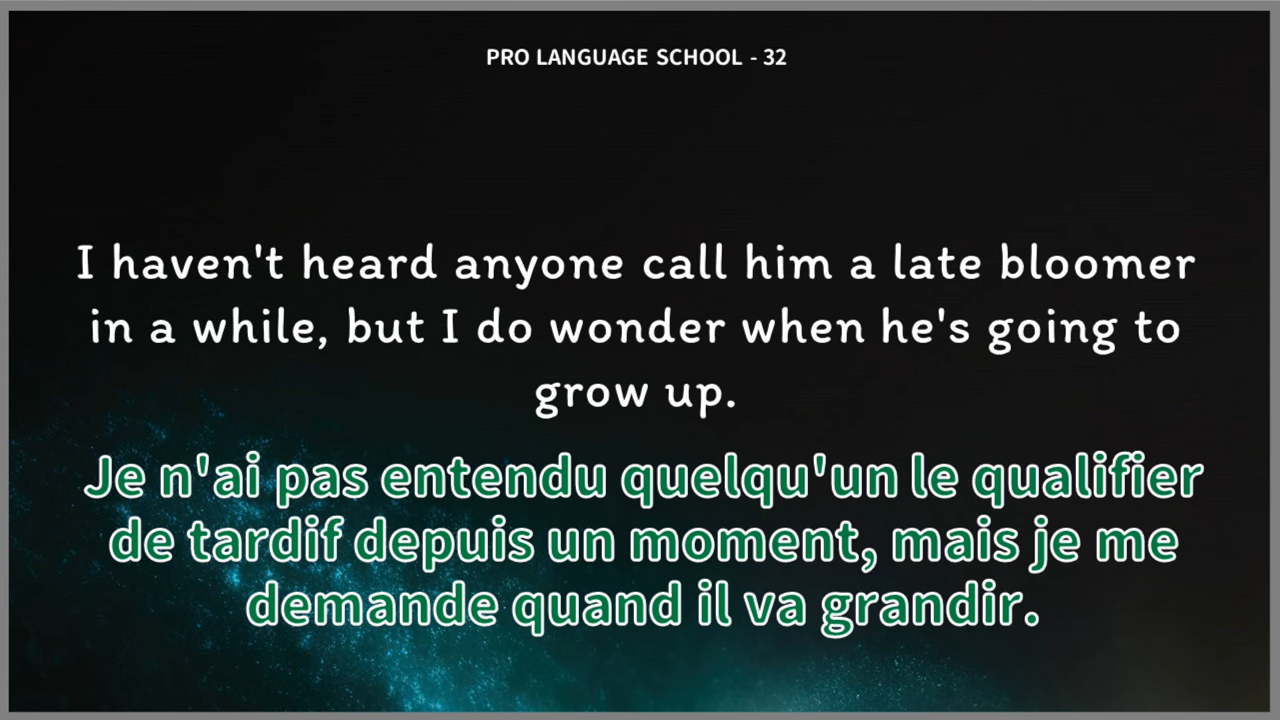 PRO LANGUAGE SCHOOL - 32
I haven't heard anyone call him a late bloomer
in a while, but I do wonder when he's going to
grow up.
Je n'ai pas entendu quelqu'un le qualifier
de tardif depuis un moment, mais je me
demande quand il va grandir.